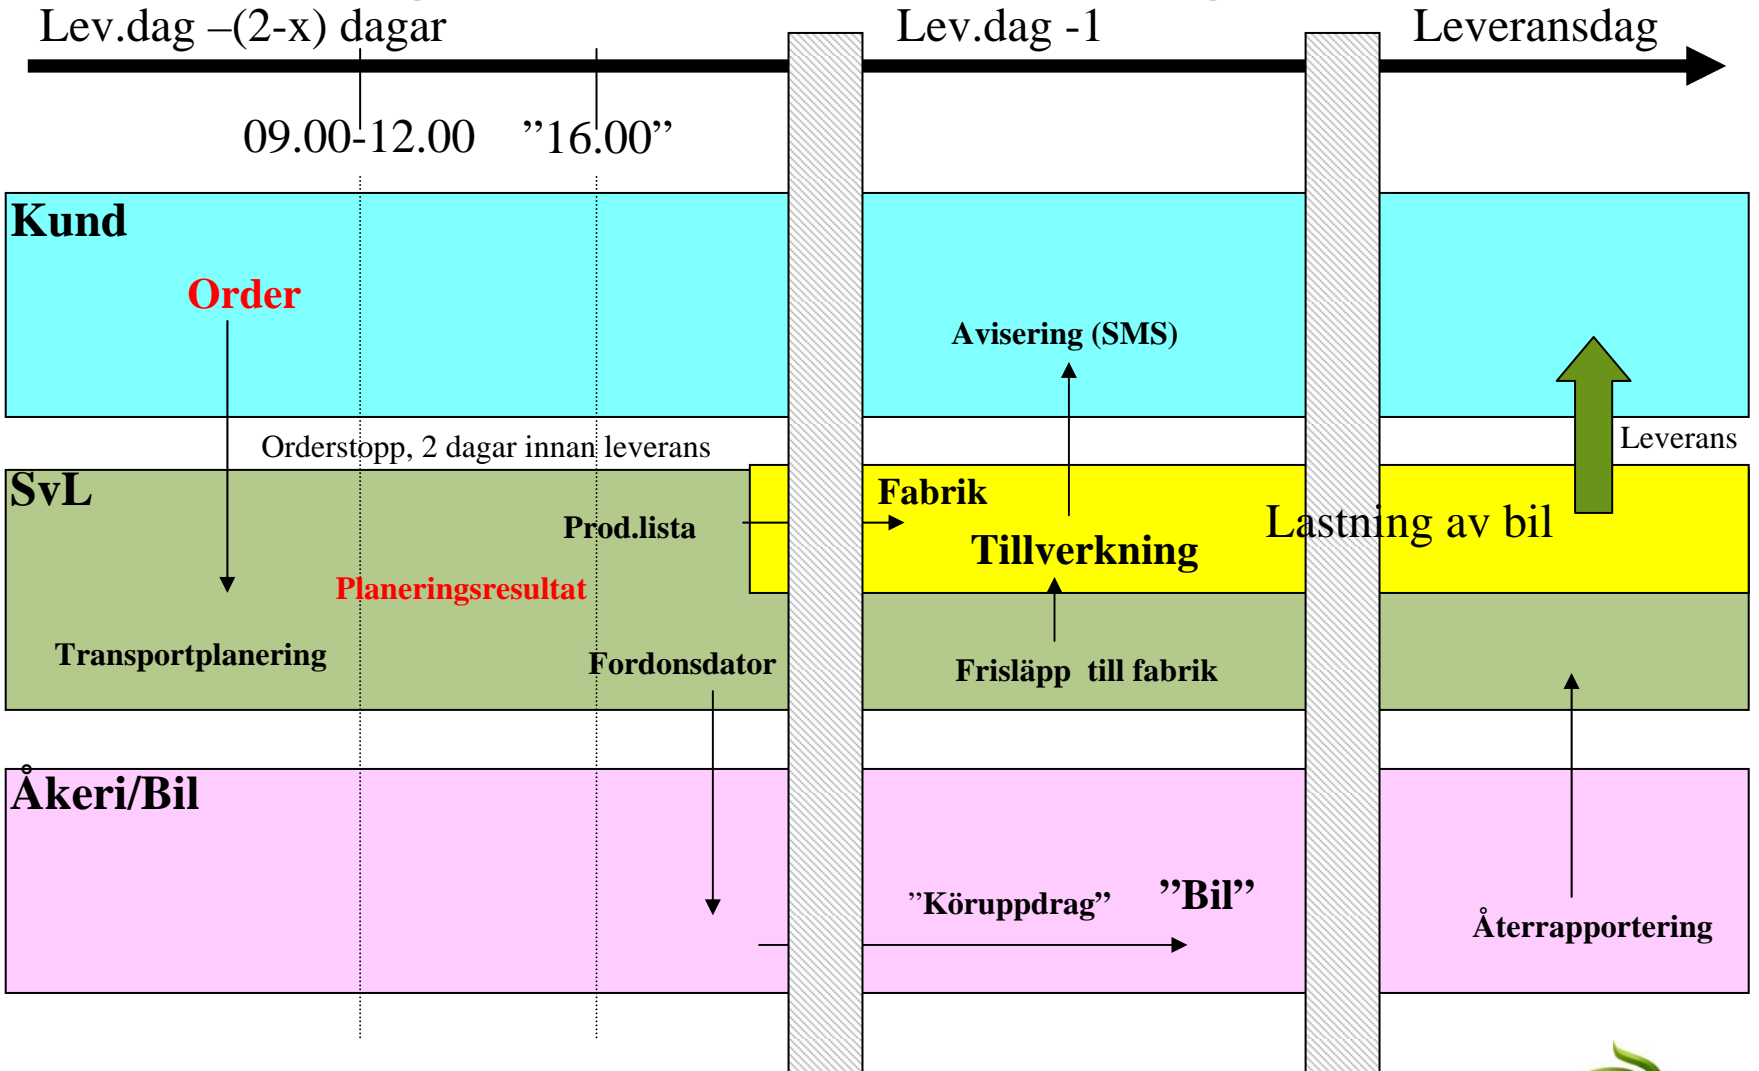 Lev.dag –(2-x) dagar
Lev.dag -1
Leveransdag
09.00-12.00
”16.00”
Kund
Order
Avisering (SMS)
Orderstopp, 2 dagar innan leverans
Leverans
SvL
Fabrik
Prod.lista
Tillverkning
Lastning av bil
Planeringsresultat
Transportplanering
Fordonsdator
Frisläpp till fabrik
Åkeri/Bil
”Köruppdrag”
”Bil”
Återrapportering